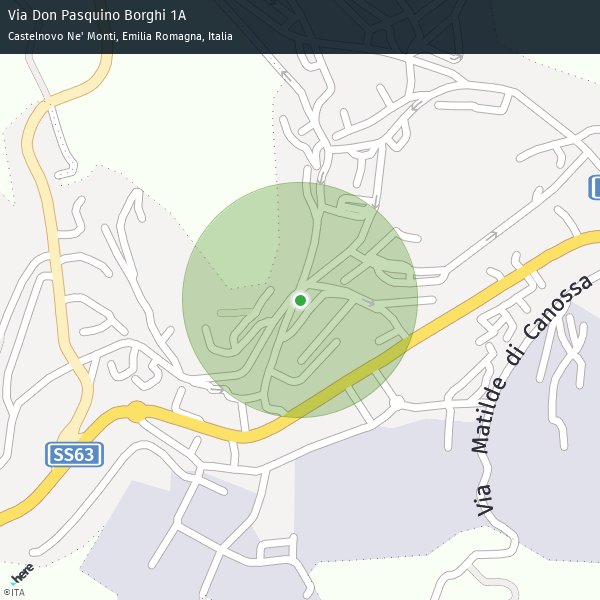 Via Don Pasquino Borghi 1A
Castelnovo Ne' Monti, Emilia Romagna, Italia
Via Matilde di Canossa
SS63
here
©ITA